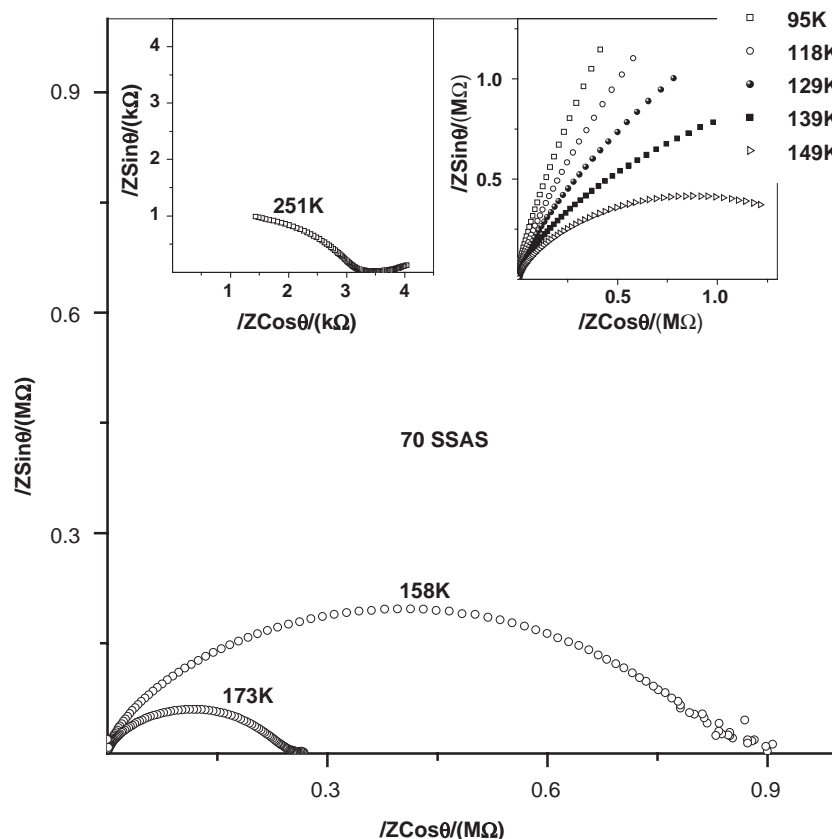 4
3
2
1
/ZSinθ/(kΩ)
251K
1 2 3 4
/ZCosθ/(kΩ)
1.0
0.5
/ZSinθ/(MΩ)
0.5 1.0
/ZCosθ/(MΩ)
95K
118K
129K
139K
149K
0.9
0.6
0.3
/ZSinθ/(MΩ)
70 SSAS
158K
173K
0.3 0.6 0.9
/ZCosθ/(MΩ)